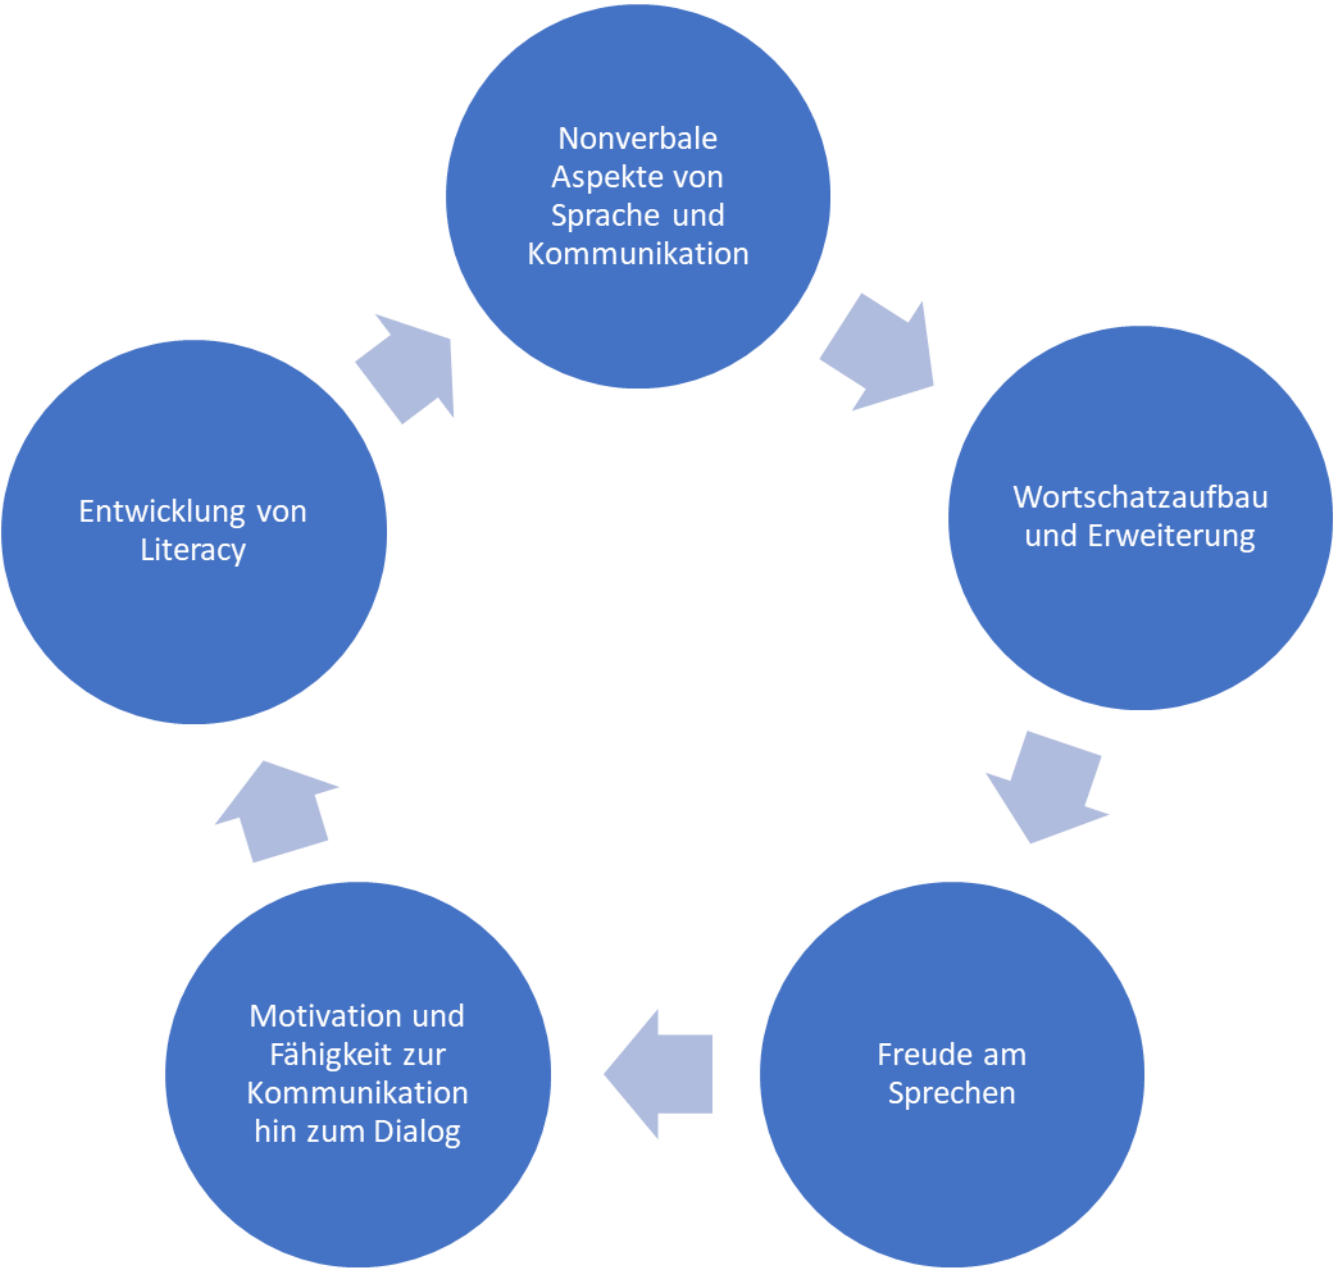 Nonverbale
Aspekte von
Sprache und
Kommunikation
Wortschatzaufbau
und Erweiterung
Freude am
Sprechen
Motivation und
Fähigkeit zur
Kommunikation
hin zum Dialog
Entwicklung von
Literacy